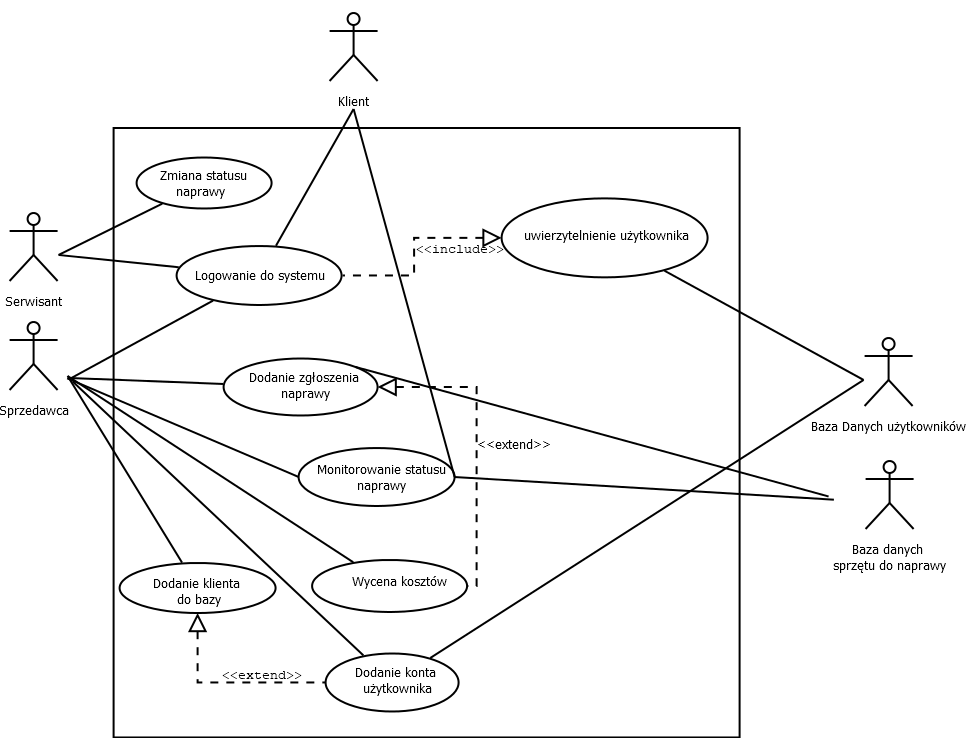 Klient
Zmiana statusu
naprawy
uwierzytelnienie użytkownika
<<include>>
Logowanie do systemu
Serwisant
Dodanie zgłoszenia
naprawy
Sprzedawca
Baza Danych użytkowników
<<extend>>
Monitorowanie statusu
naprawy
Baza danych
sprzętu do naprawy
Wycena kosztów
Dodanie klienta
do bazy
<<extend>>
Dodanie konta
użytkownika